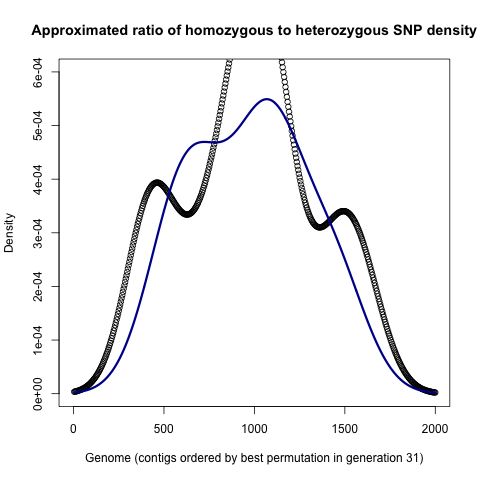 Approximated ratio of homozygous to heterozygous SNP density
6e-04
5e-04
4e-04
3e-04
2e-04
1e-04
0e+00
Density
0 500 1000 1500 2000
Genome (contigs ordered by best permutation in generation 31)